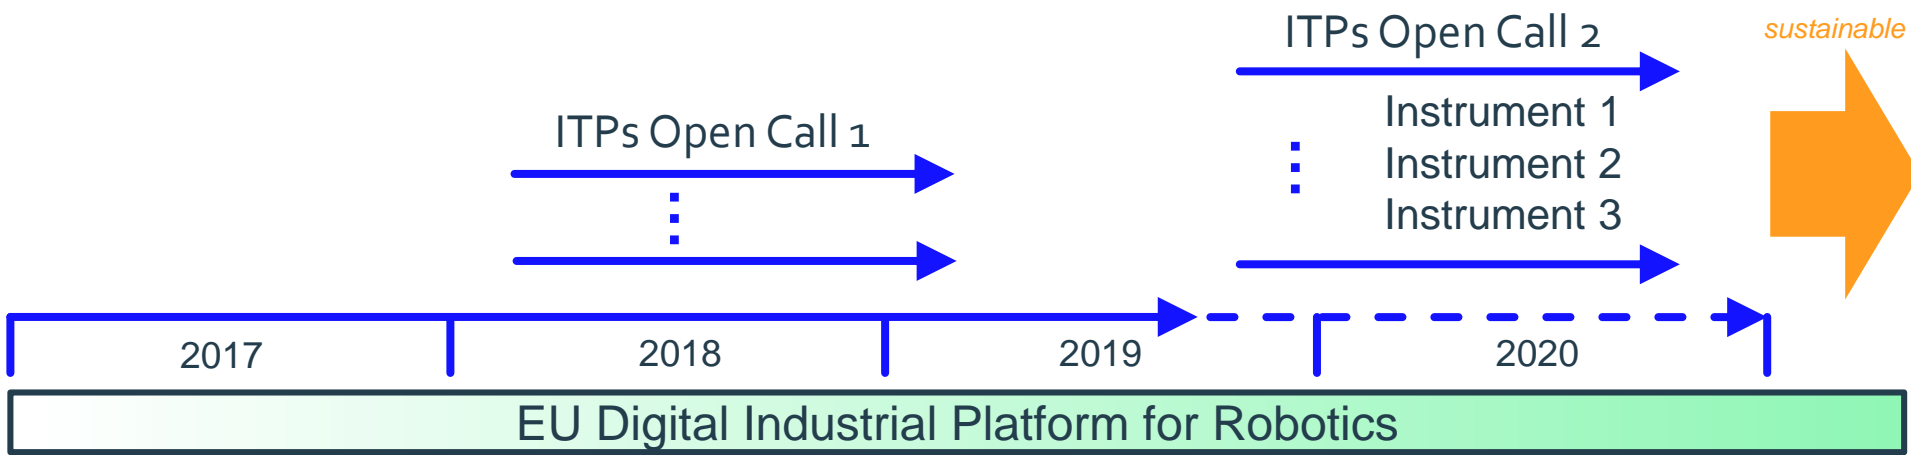 ITPs Open Call 2
sustainable
Instrument 1
ITPs Open Call 1
Instrument 2
Instrument 3
2017
2018
2019
2020
EU Digital Industrial Platform for Robotics